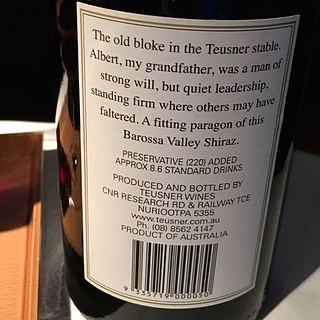 The old bloke in the Teusner stable.
Albert, my grandfather, was a man of
strong will, but quiet leadership,
standing firm where others may have
faltered. A fitting paragon of this
Barossa Valley Shiraz.
PRESERVATIVE (220) ADDED
APPROX 8.6 STANDARD DRINKS
PRODUCED AND BOTTLED BY
TEUSNER WINES
CNR RESEARCH RD & RAILWAY TCE
NURIOOTPA 5355
www.teusner.com.au
Ph. (08) 8562 4147
PRODUCT OF AUSTRALIA
9 335719 000050